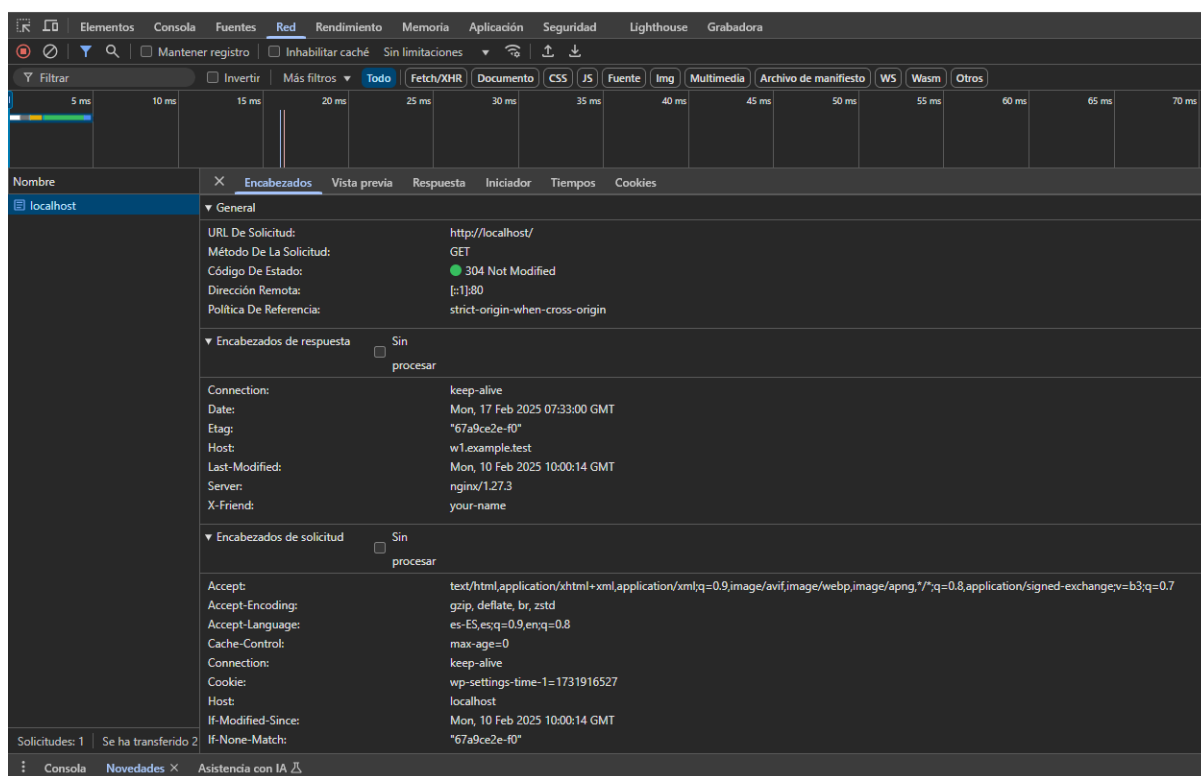 Elementos Consola Fuentes Red Rendimiento Memoria Aplicación Seguridad Lighthouse Grabadora
Mantener registro Inhabilitar caché Sin limitaciones
Filtrar Invertir Más filtros Todo Fetch/XHR Documento CSS JS Fuente Img Multimedia Archivo de manifiesto WS Wasm Otros
5 ms 10 ms 15 ms 20 ms 25 ms 30 ms 35 ms 40 ms 45 ms 50 ms 55 ms 60 ms 65 ms 70 ms
Nombre Encabezados Vista previa Respuesta Iniciador Tiempos Cookies
localhost General
URL De Solicitud: http://localhost/
Método De La Solicitud: GET
Código De Estado: 304 Not Modified
Dirección Remota: [::1]:80
Política De Referencia: strict-origin-when-cross-origin
Encabezados de respuesta Sin
procesar
Connection: keep-alive
Date: Mon, 17 Feb 2025 07:33:00 GMT
Etag: "67a9ce2e-f0"
Host: w1.example.test
Last-Modified: Mon, 10 Feb 2025 10:00:14 GMT
Server: nginx/1.27.3
X-Friend: your-name
Encabezados de solicitud Sin
procesar
Accept: text/html,application/xhtml+xml,application/xml;q=0.9,image/avif,image/webp,image/apng,*/*;q=0.8,application/signed-exchange;v=b3;q=0.7
Accept-Encoding: gzip, deflate, br, zstd
Accept-Language: es-ES,es;q=0.9,en;q=0.8
Cache-Control: max-age=0
Connection: keep-alive
Cookie: wp-settings-time-1=1731916527
Host: localhost
If-Modified-Since: Mon, 10 Feb 2025 10:00:14 GMT
Solicitudes: 1 Se ha transferido 2 If-None-Match: "67a9ce2e-f0"
Consola Novedades Asistencia con IA